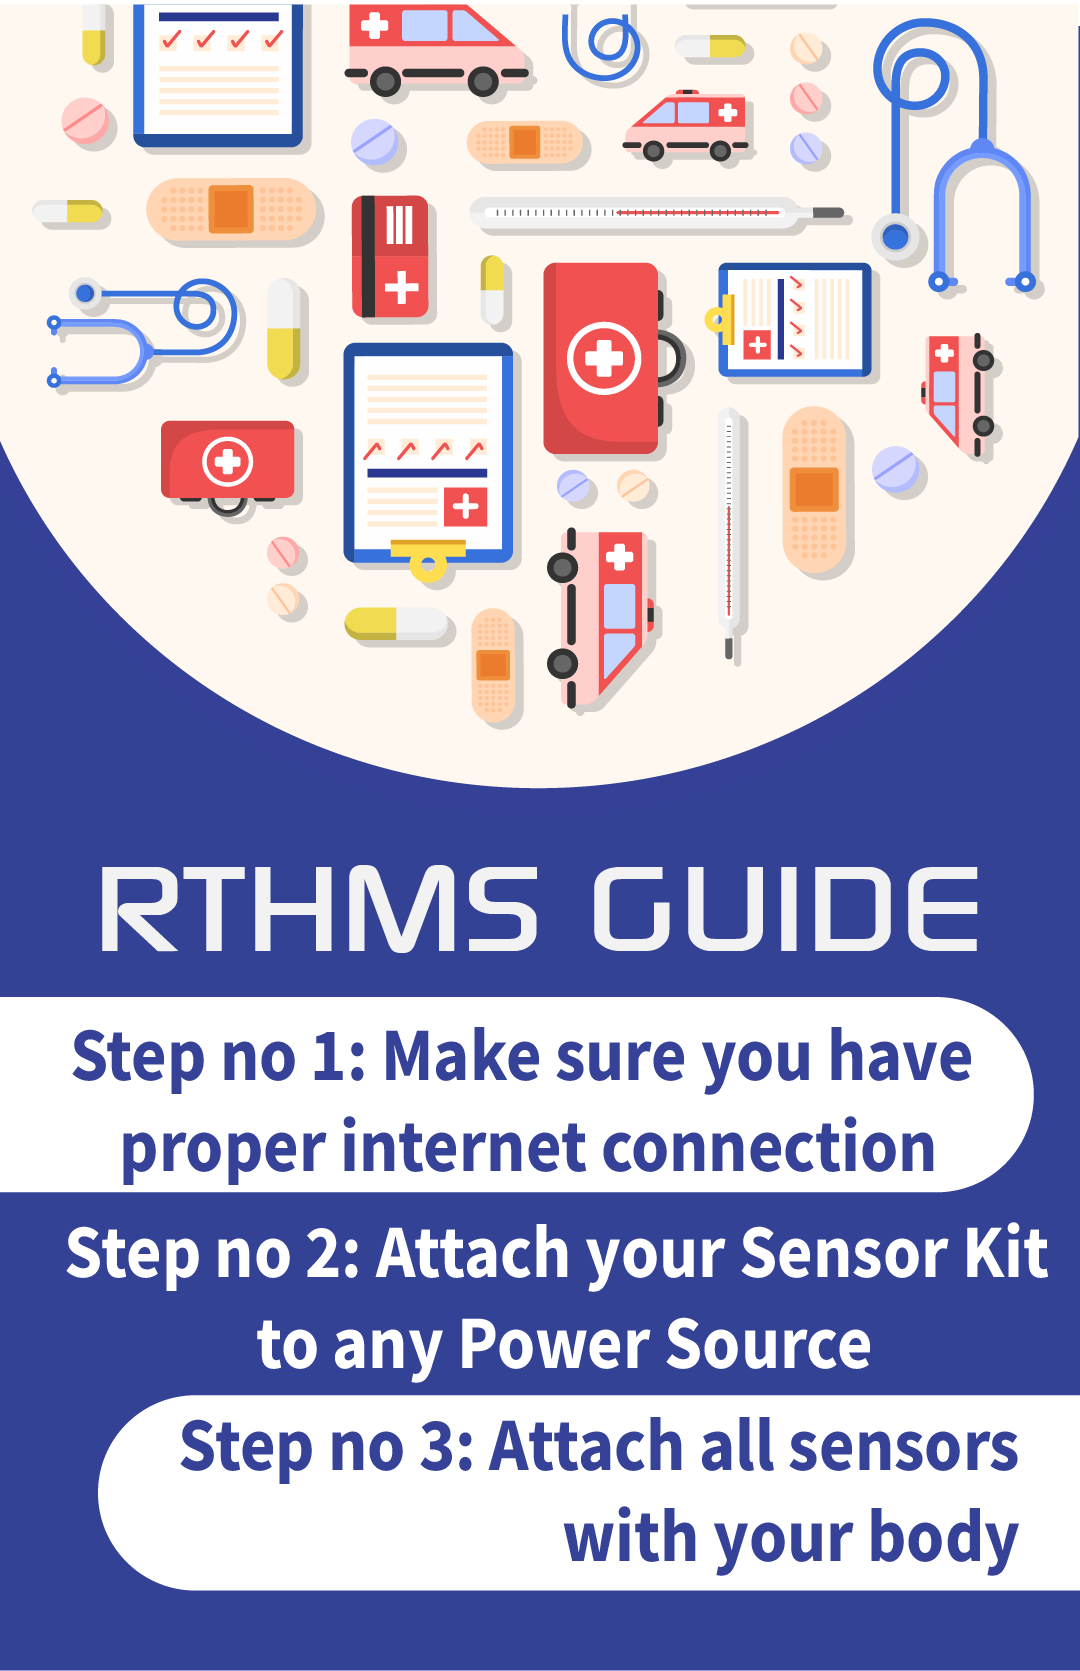 RTHMS GUIDE
Step no 1: Make sure you have
proper internet connection
Step no 2: Attach your Sensor Kit
to any Power Source
Step no 3: Attach all sensors
with your body